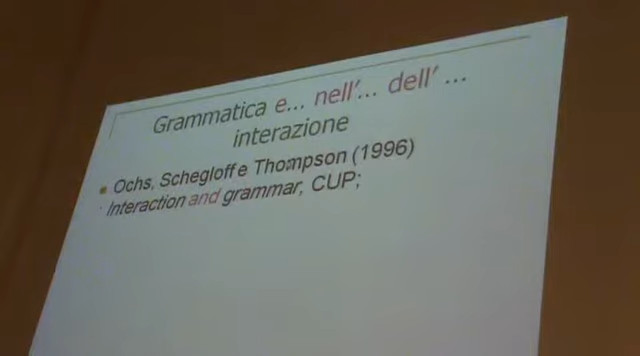 Grammatica e... nell'... dell' ...
interazione
Ochs, Schegloff e Thompson (1996)
Interaction and grammar, CUP;